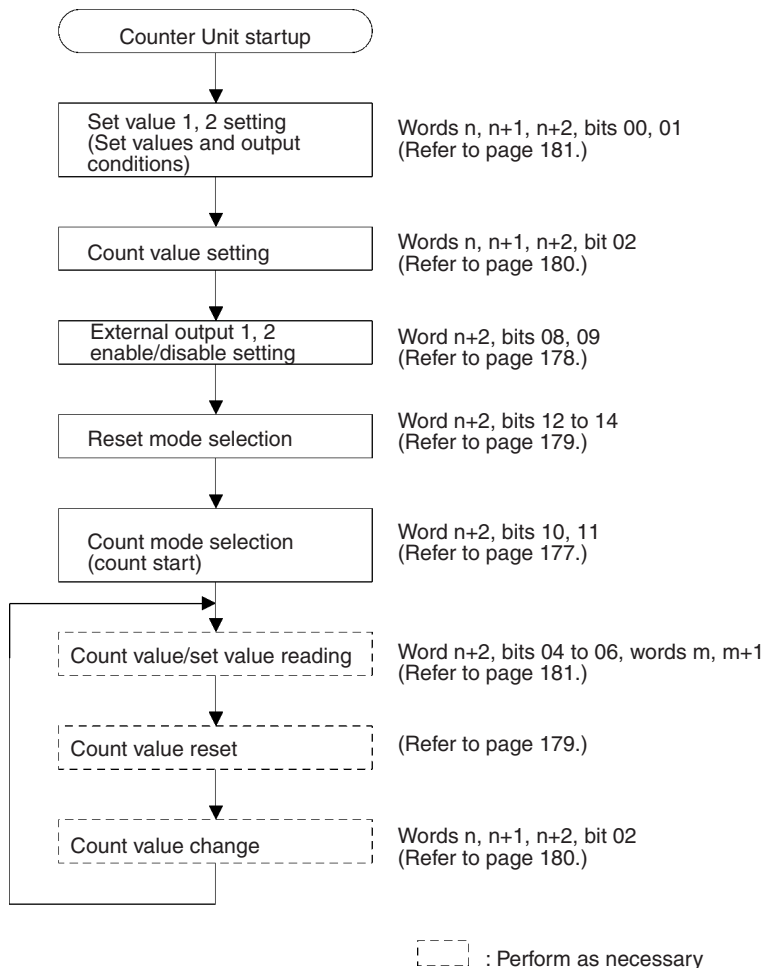 Counter Unit startup
Set value 1, 2 setting
(Set values and output
conditions)
Words n, n+1, n+2, bits 00, 01
(Refer to page 181.)
Count value setting
Words n, n+1, n+2, bit 02
(Refer to page 180.)
External output 1, 2
enable/disable setting
Word n+2, bits 08, 09
(Refer to page 178.)
Reset mode selection
Word n+2, bits 12 to 14
(Refer to page 179.)
Count mode selection
(count start)
Word n+2, bits 10, 11
(Refer to page 177.)
Count value/set value reading
Word n+2, bits 04 to 06, words m, m+1
(Refer to page 181.)
Count value reset
(Refer to page 179.)
Count value change
Words n, n+1, n+2, bit 02
(Refer to page 180.)
: Perform as necessary